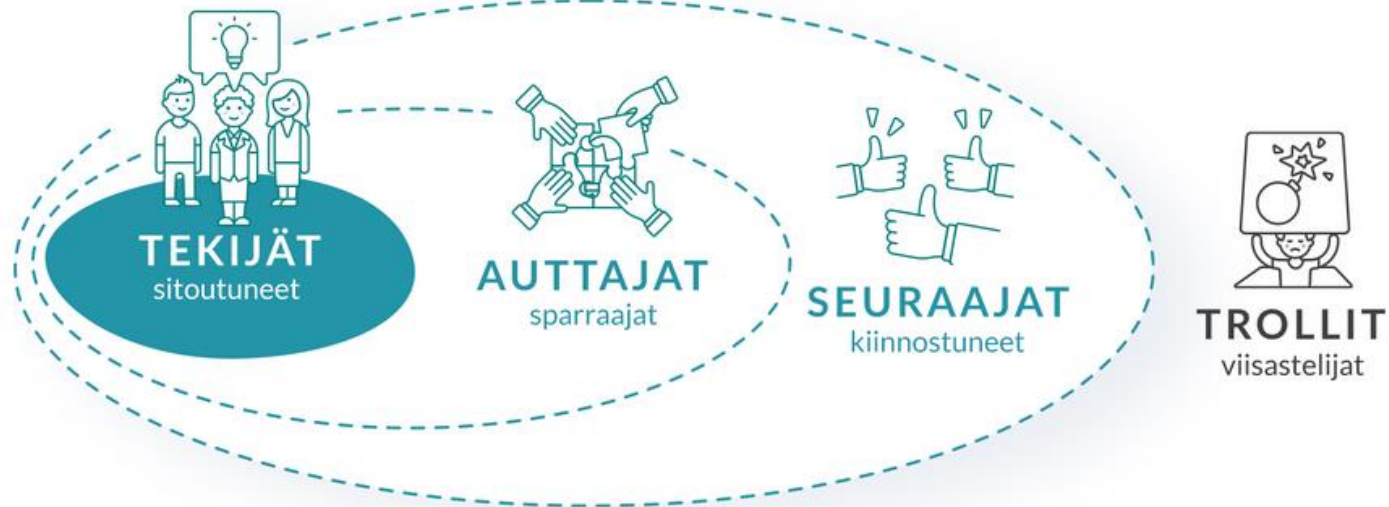 TEKIJÄT
sitoutuneet
AUTTAJAT
sparraajat
SEURAAJAT
kiinnostuneet
TROLLIT
viisastelijat